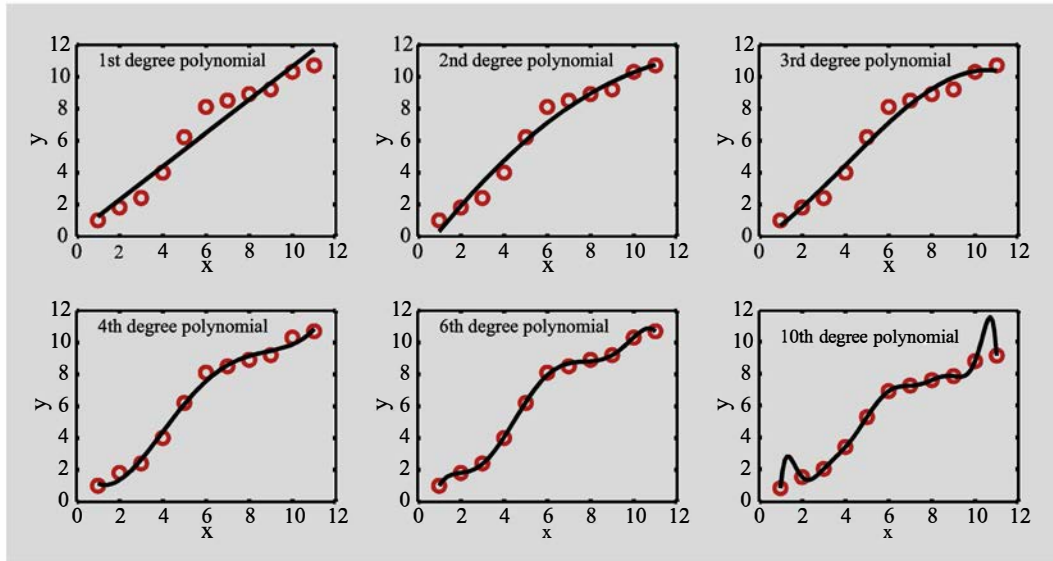 12
10
8
6
4
2
0
y
1st degree polynomial
0 2 4 6 8 10 12
x
12
10
8
6
4
2
0
y
2nd degree polynomial
0 2 4 6 8 10 12
x
12
10
8
6
4
2
0
y
3rd degree polynomial
0 2 4 6 8 10 12
x
12
10
8
6
4
2
0
y
4th degree polynomial
0 2 4 6 8 10 12
x
12
10
8
6
4
2
0
y
6th degree polynomial
0 2 4 6 8 10 12
x
12
10
8
6
4
2
0
y
10th degree polynomial
0 2 4 6 8 10 12
x